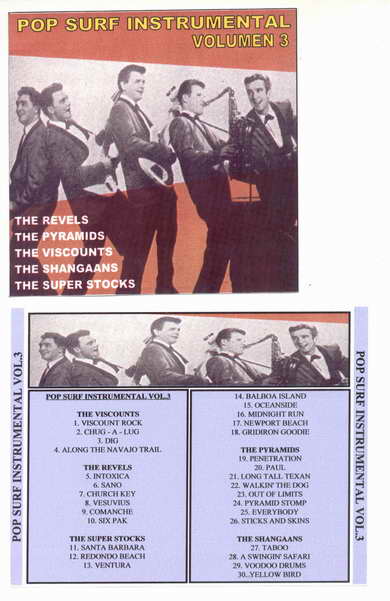 POP SURF INSTRUMENTAL
VOLUMEN 3
THE REVELS
THE PYRAMIDS
THE VISCOUNTS
THE SHANGAANS
THE SUPER STOCKS
POP SURF INSTRUMENTAL VOL.3
POP SURF INSTRUMENTAL VOL.3
THE VISCOUNTS
1. VISCOUNT ROCK
2. CHUG - A - LUG
3. DIG
4. ALONG THE NAVAJO TRAIL
THE REVELS
5. INTOXICA
6. SANO
7. CHURCH KEY
8. VESUVIUS
9. COMANCHE
10. SIX PAK
THE SUPER STOCKS
11. SANTA BARBARA
12. REDONDO BEACH
13. VENTURA
14. BALBOA ISLAND
15. OCEANSIDE
16. MIDNIGHT RUN
17. NEWPORT BEACH
18. GRIDIRON GOODIE
THE PYRAMIDS
19. PENETRATION
20. PAUL
21. LONG TALL TEXAN
22. WALKIN' THE DOG
23. OUT OF LIMITS
24. PYRAMID STOMP
25. EVERYBODY
26. STICKS AND SKINS
THE SHANGAANS
27. TABOO
28. A SWINGIN' SAFARI
29. VOODOO DRUMS
30..YELLOW BIRD
POP SURF INSTRUMENTAL VOL.3